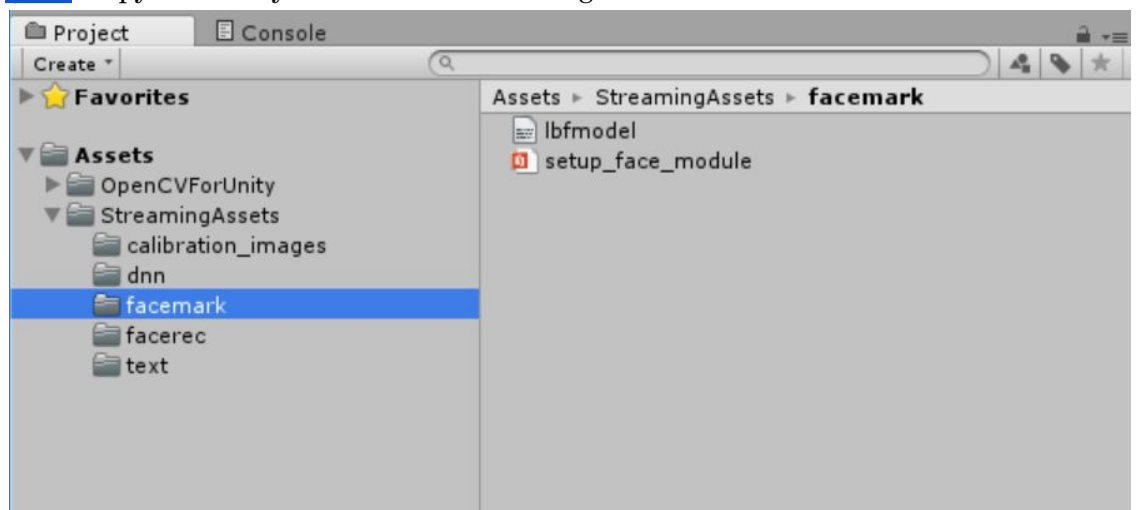 Project Console
Create
Favorites
Assets
OpenCVForUnity
StreamingAssets
calibration_images
dnn
facemark
facerec
text
Assets StreamingAssets facemark
lbfmodel
setup_face_module